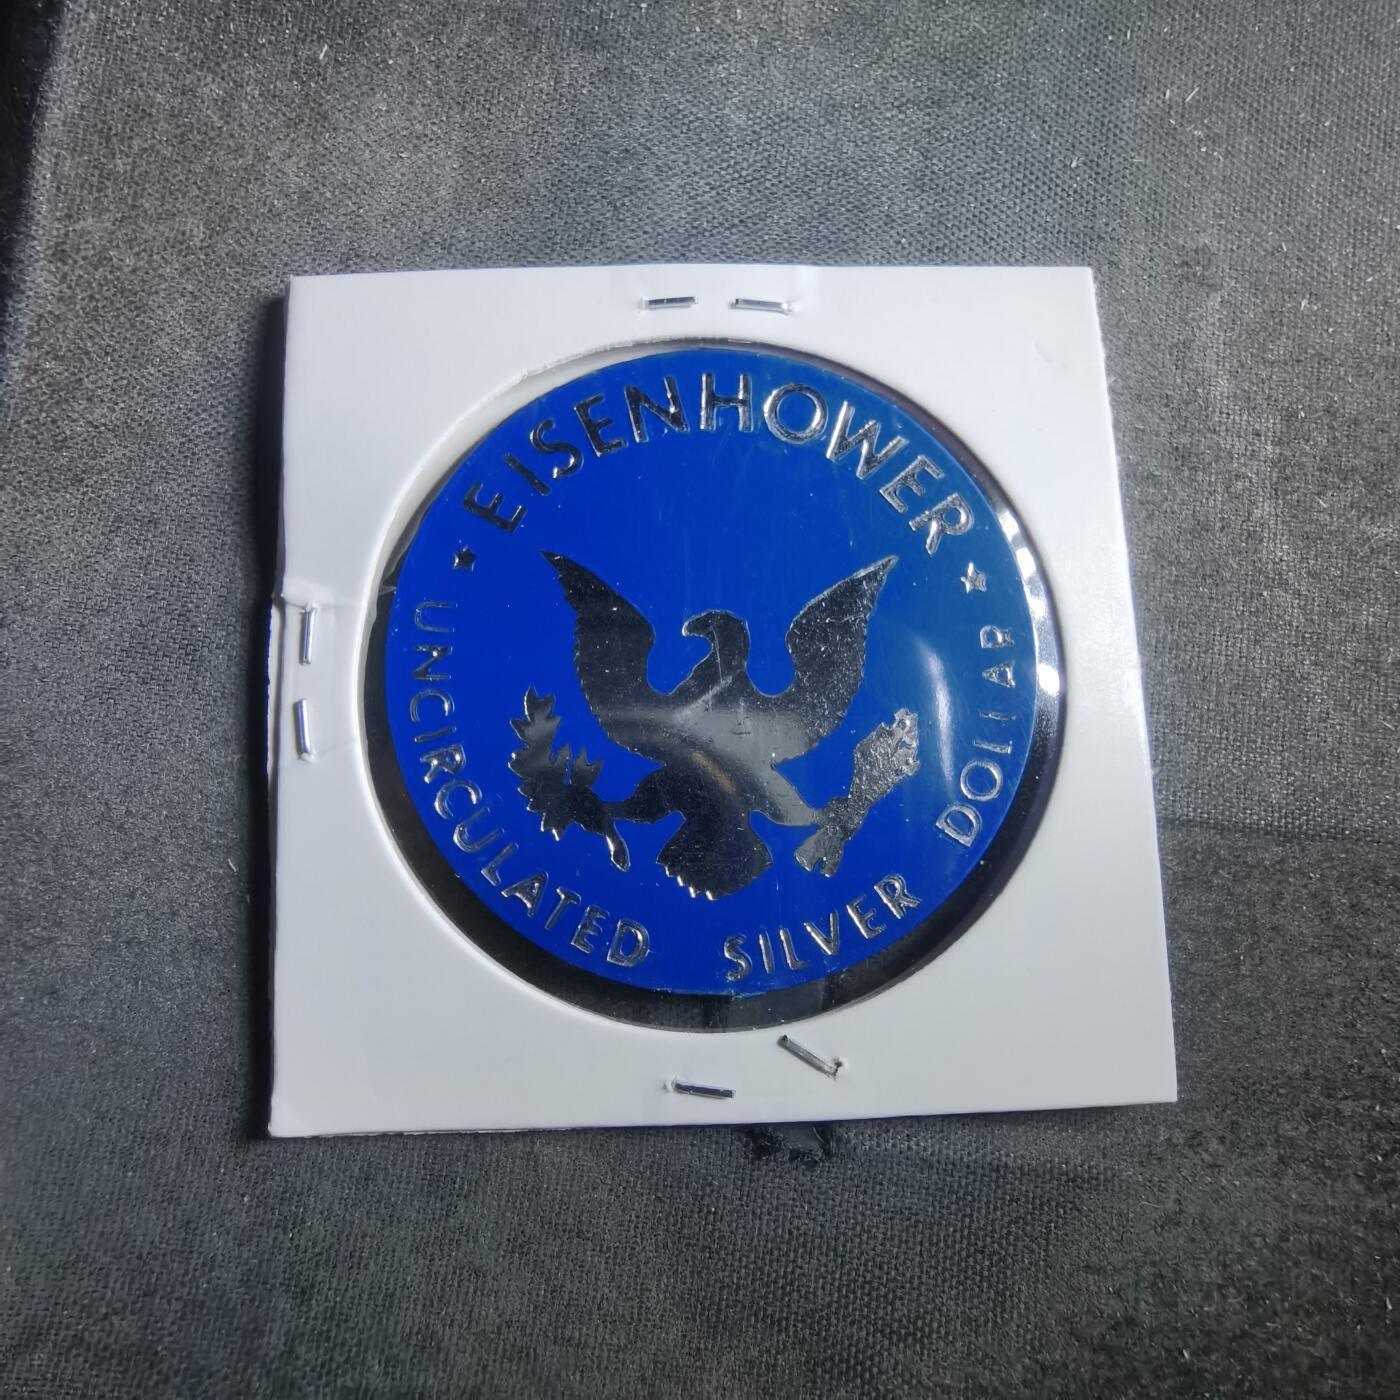 ★ EISENHOWER ★
UNCIRCULATED SILVER DOLLAR